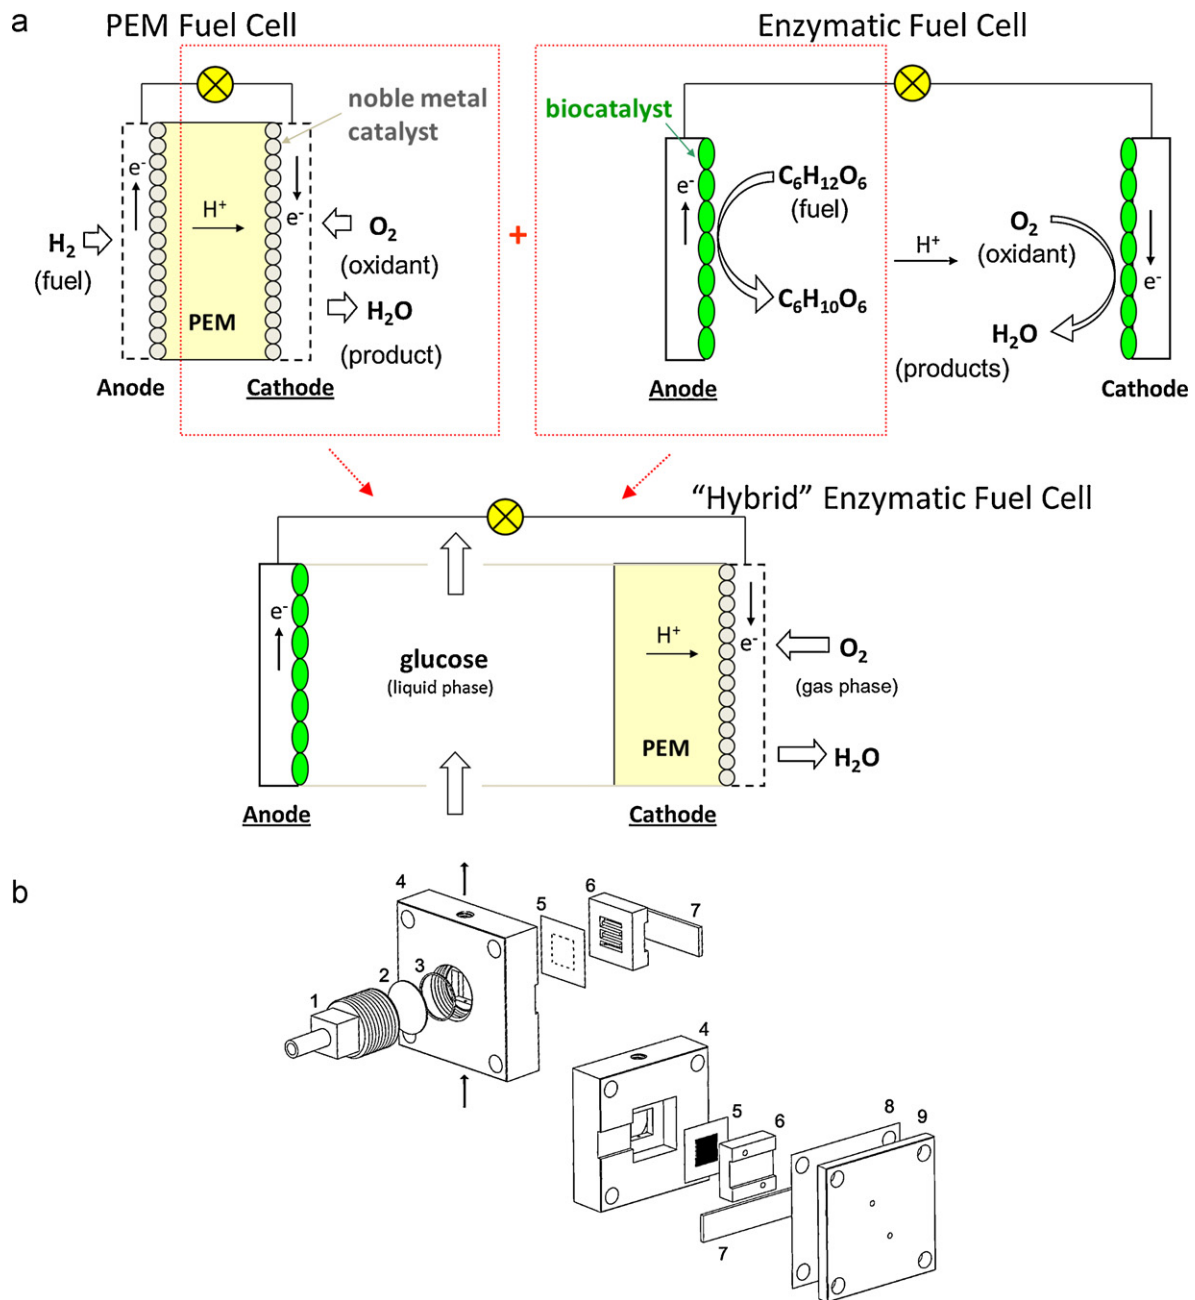 a
PEM Fuel Cell
Enzymatic Fuel Cell
noble metal
catalyst
e-
H+
e-
H2
(fuel)
O2
(oxidant)
H2O
(product)
PEM
Anode
Cathode
+
biocatalyst
e-
C6H12O6
(fuel)
C6H10O6
H+
O2
(oxidant)
e-
H2O
(products)
Anode
Cathode
"Hybrid" Enzymatic Fuel Cell
e-
glucose
(liquid phase)
H+
e-
O2
(gas phase)
PEM
H2O
Anode
Cathode
b
4
5
6
7
3
2
1
4
5
6
8
9
7